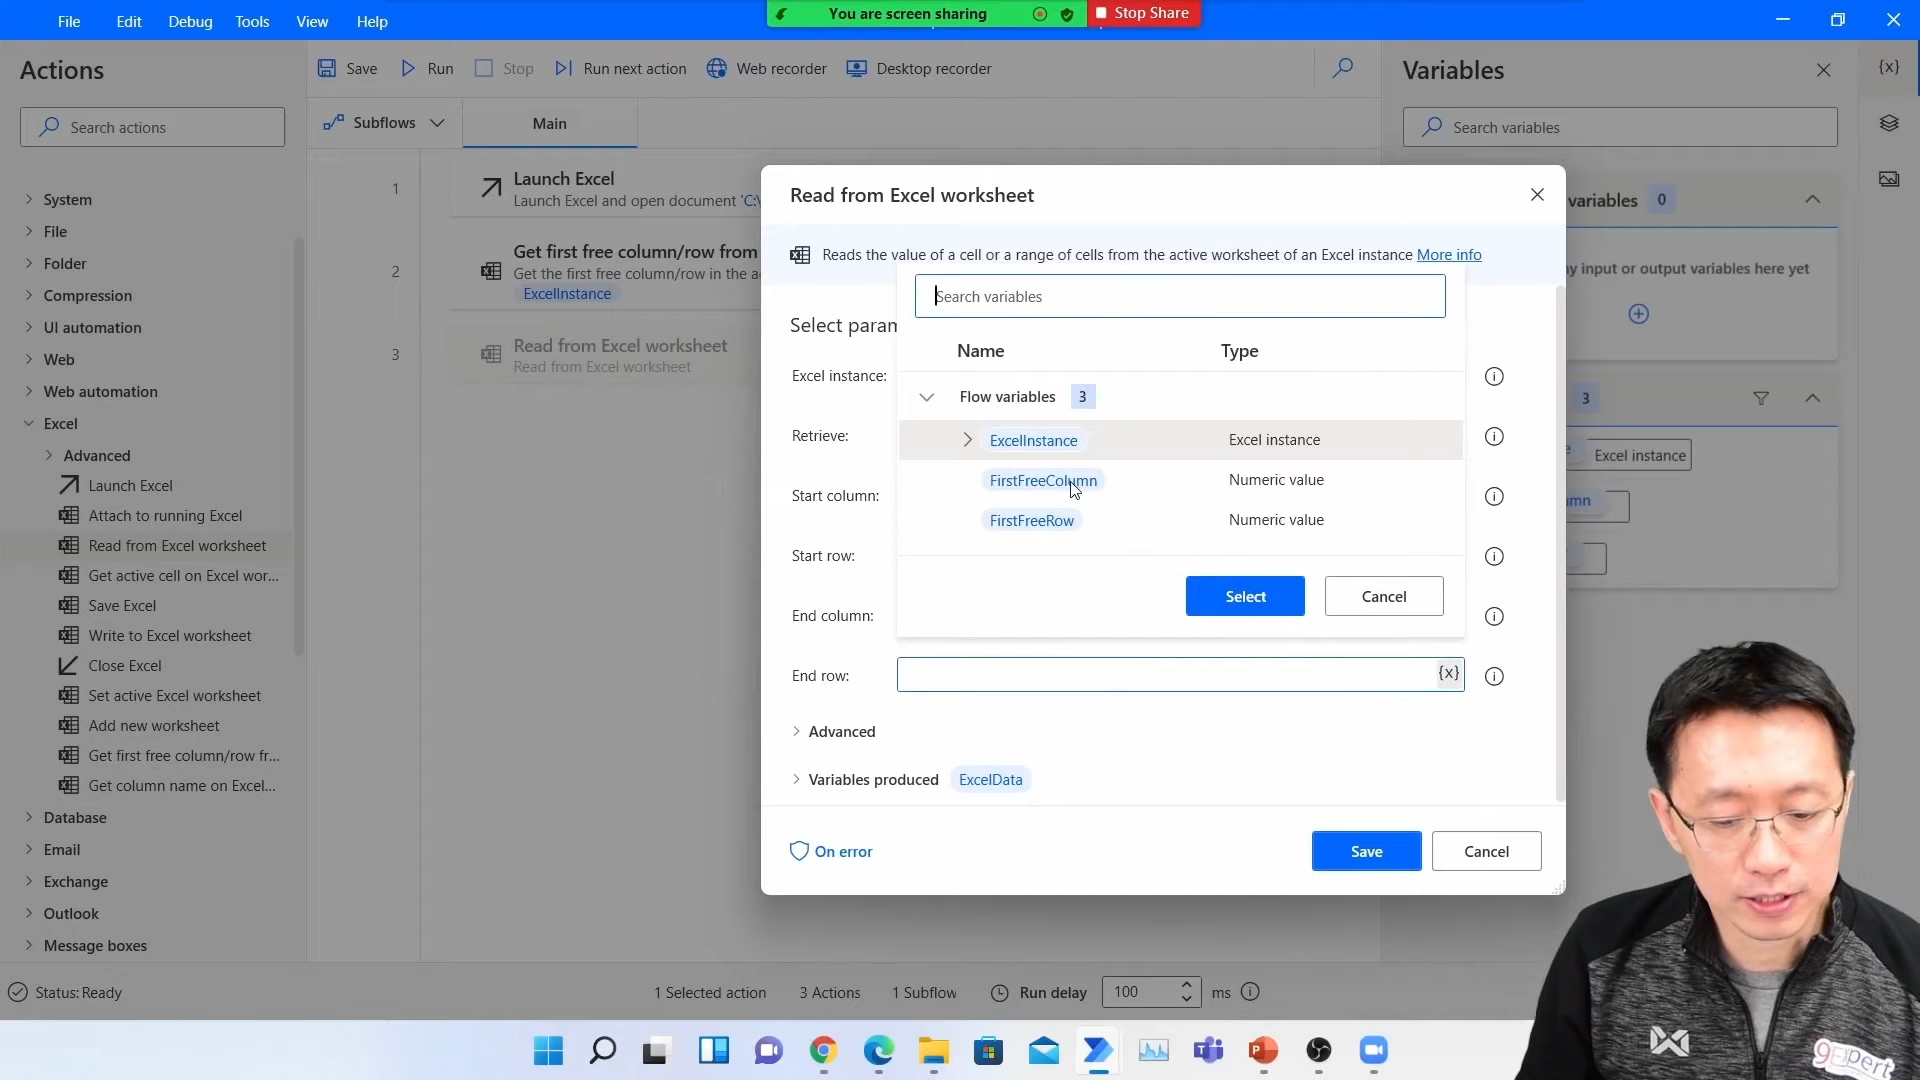 File Edit Debug Tools View Help
You are screen sharing
Stop Share
Actions
Search actions
System
File
Folder
Compression
UI automation
Web
Web automation
Excel
Advanced
Launch Excel
Attach to running Excel
Read from Excel worksheet
Get active cell on Excel wor...
Save Excel
Write to Excel worksheet
Close Excel
Set active Excel worksheet
Add new worksheet
Get first free column/row fr...
Get column name on Excel...
Database
Email
Exchange
Outlook
Message boxes
Save Run Stop Run next action Web recorder Desktop recorder
Subflows Main
1
Launch Excel
Launch Excel and open document 'C:\
2
Get first free column/row from
Get the first free column/row in the a
ExcelInstance
3
Read from Excel worksheet
Read from Excel worksheet
Read from Excel worksheet
Reads the value of a cell or a range of cells from the active worksheet of an Excel instance More info
Select param
Search variables
Name Type
Flow variables 3
ExcelInstance Excel instance
FirstFreeColumn Numeric value
FirstFreeRow Numeric value
Select Cancel
Excel instance:
Retrieve:
Start column:
Start row:
End column:
End row: {x}
Advanced
Variables produced ExcelData
On error
Save Cancel
Variables
{x}
Search variables
variables 0
y input or output variables here yet
3
Excel instance
mn
Status: Ready
1 Selected action 3 Actions 1 Subflow Run delay 100 ms
9Expert